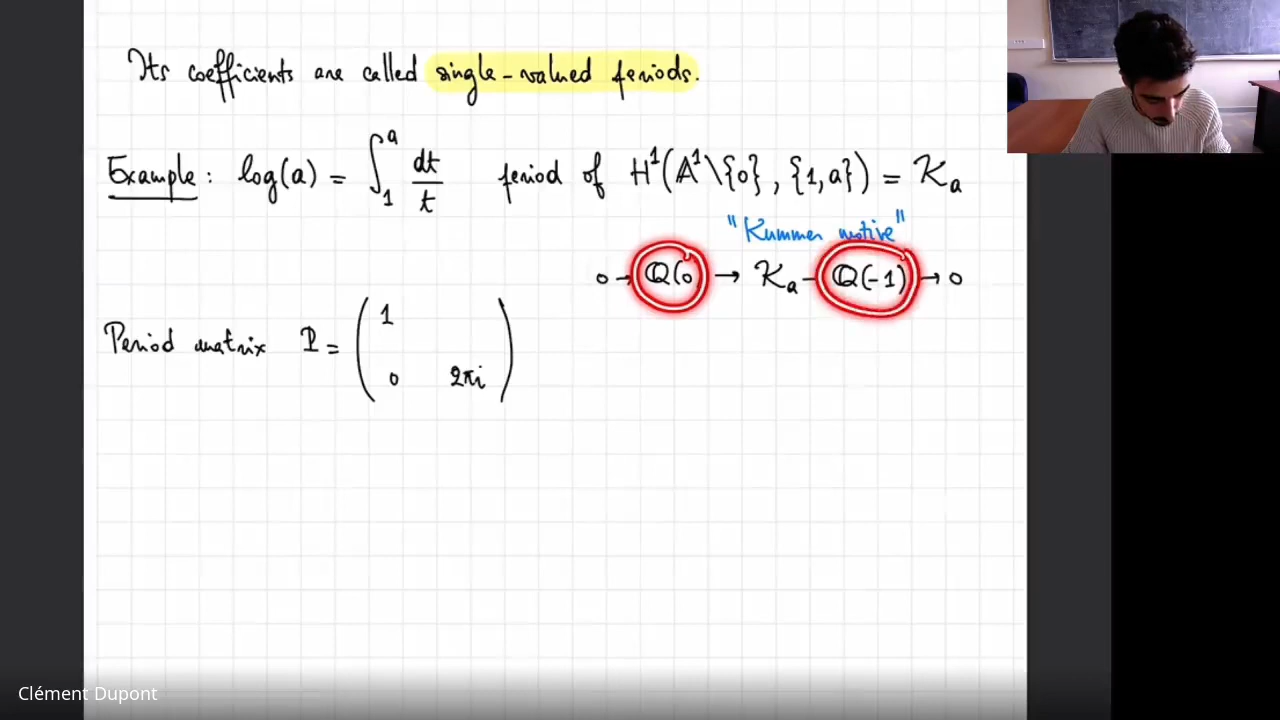 Its coefficients are called single-valued periods.
Example: log(a) = ∫₁ᵃ dt/t period of H¹(𝔸¹\{0}, {1,a}) = 𝒦ₐ
"Kummer motive"
0 → ℚ(0 → 𝒦ₐ → ℚ(-1) → 0
Period matrix P = ( 1
0 2πi )
Clément Dupont